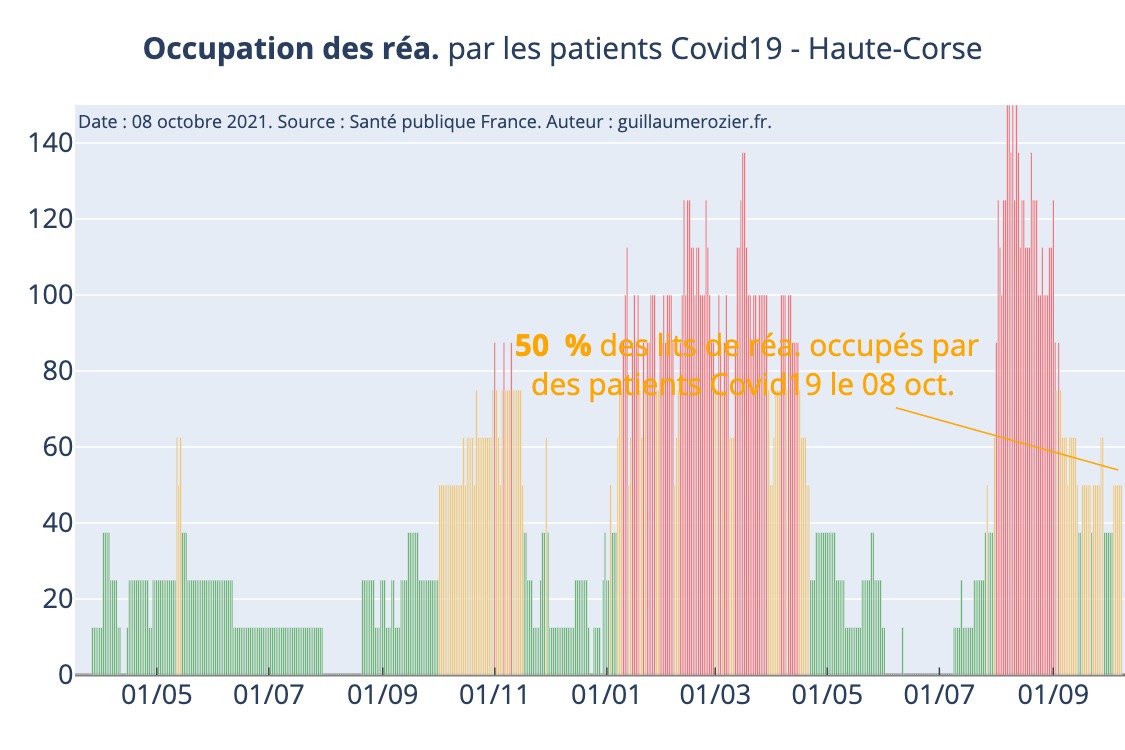 Occupation des réa. par les patients Covid19 - Haute-Corse
Date : 08 octobre 2021. Source : Santé publique France. Auteur : guillaumerozier.fr.
140
120
100
80
60
40
20
0
50 % des lits de réa. occupés par
des patients Covid19 le 08 oct.
01/05 01/07 01/09 01/11 01/01 01/03 01/05 01/07 01/09